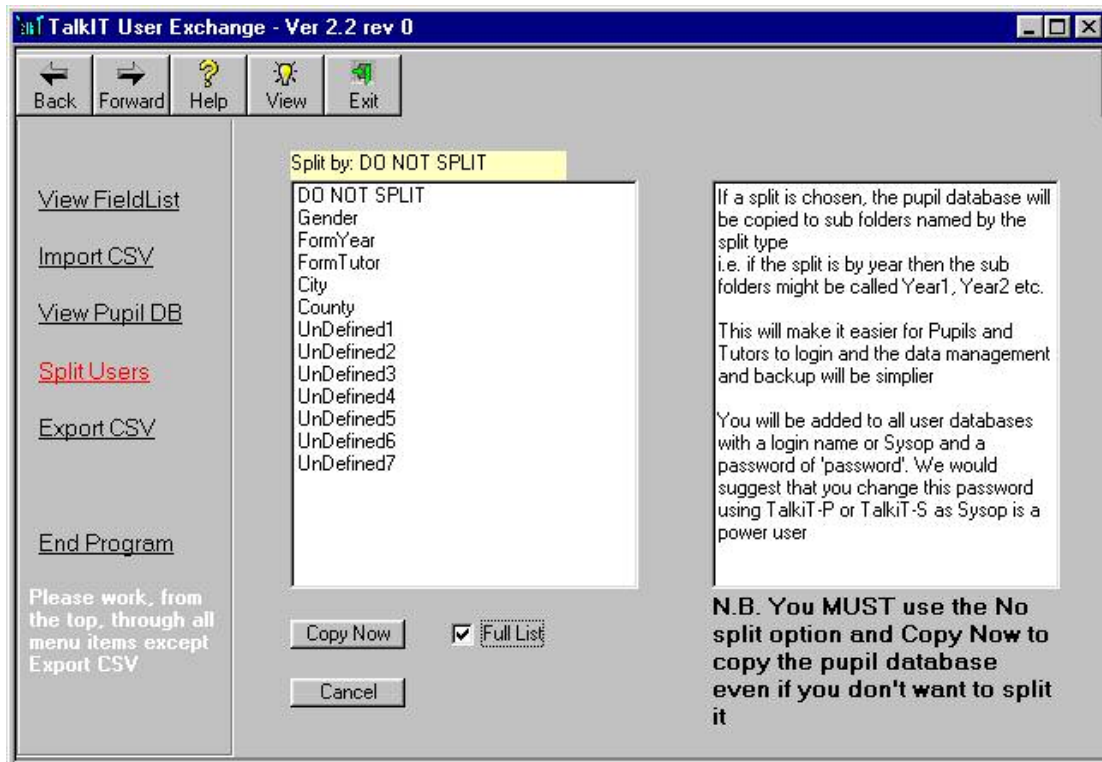 TalkIT User Exchange - Ver 2.2 rev 0
Back Forward Help View Exit
View FieldList
Import CSV
View Pupil DB
Split Users
Export CSV
End Program
Please work, from
the top, through all
menu items except
Export CSV
Split by: DO NOT SPLIT
DO NOT SPLIT
Gender
FormYear
FormTutor
City
County
UnDefined1
UnDefined2
UnDefined3
UnDefined4
UnDefined5
UnDefined6
UnDefined7
Copy Now Full List
Cancel
If a split is chosen, the pupil database will
be copied to sub folders named by the
split type
i.e. if the split is by year then the sub
folders might be called Year1, Year2 etc.
This will make it easier for Pupils and
Tutors to login and the data management
and backup will be simplier
You will be added to all user databases
with a login name or Sysop and a
password of 'password'. We would
suggest that you change this password
using TalkiT-P or TalkiT-S as Sysop is a
power user
N.B. You MUST use the No
split option and Copy Now to
copy the pupil database
even if you don't want to split
it